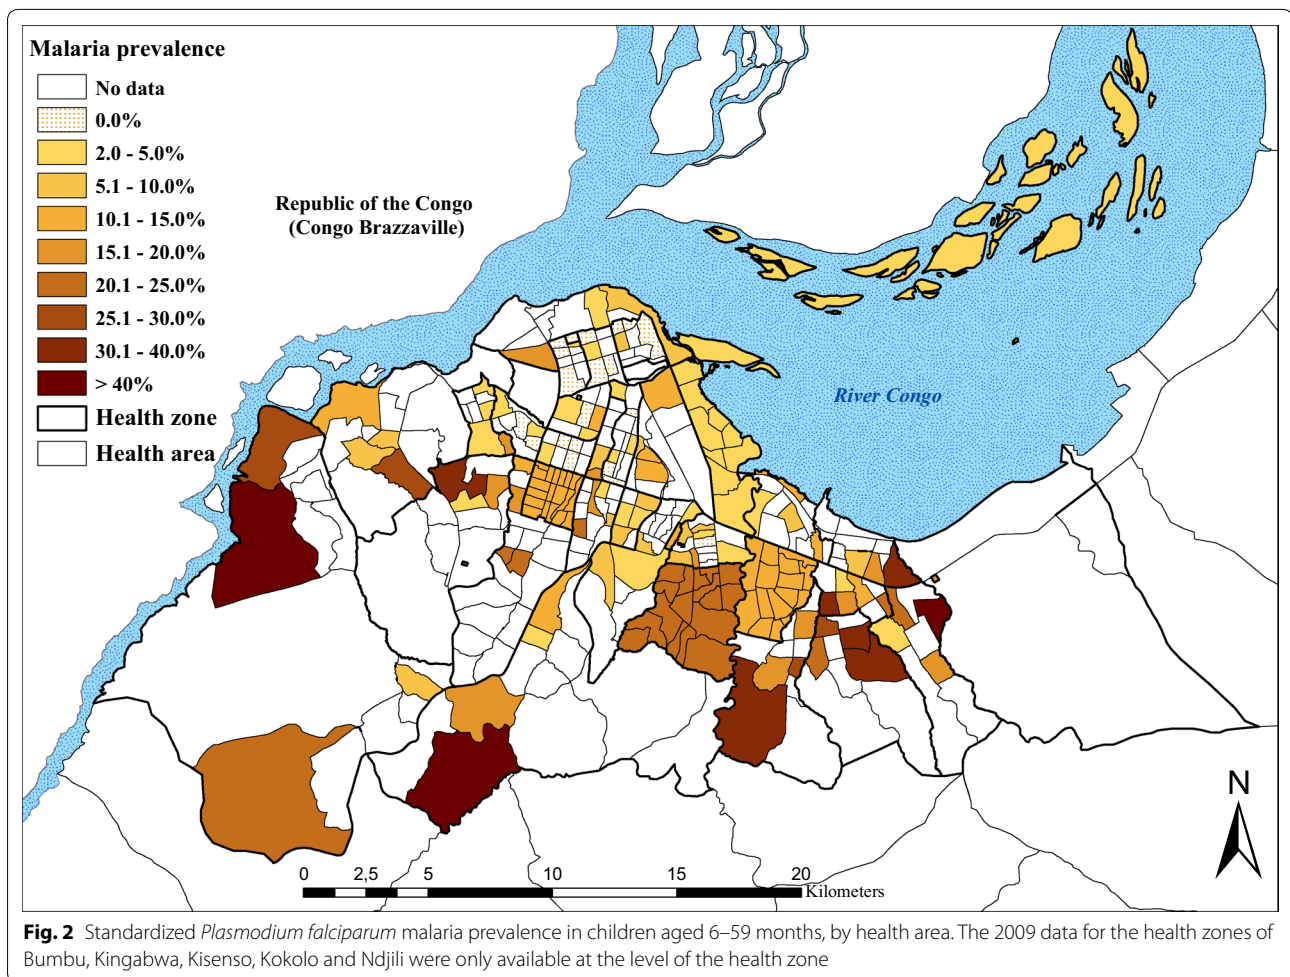 Malaria prevalence
No data
0.0%
2.0 - 5.0%
5.1 - 10.0%
10.1 - 15.0%
15.1 - 20.0%
20.1 - 25.0%
25.1 - 30.0%
30.1 - 40.0%
> 40%
Health zone
Health area
Republic of the Congo
(Congo Brazzaville)
River Congo
N
0 2,5 5 10 15 20
Kilometers
Fig. 2 Standardized Plasmodium falciparum malaria prevalence in children aged 6–59 months, by health area. The 2009 data for the health zones of
Bumbu, Kingabwa, Kisenso, Kokolo and Ndjili were only available at the level of the health zone